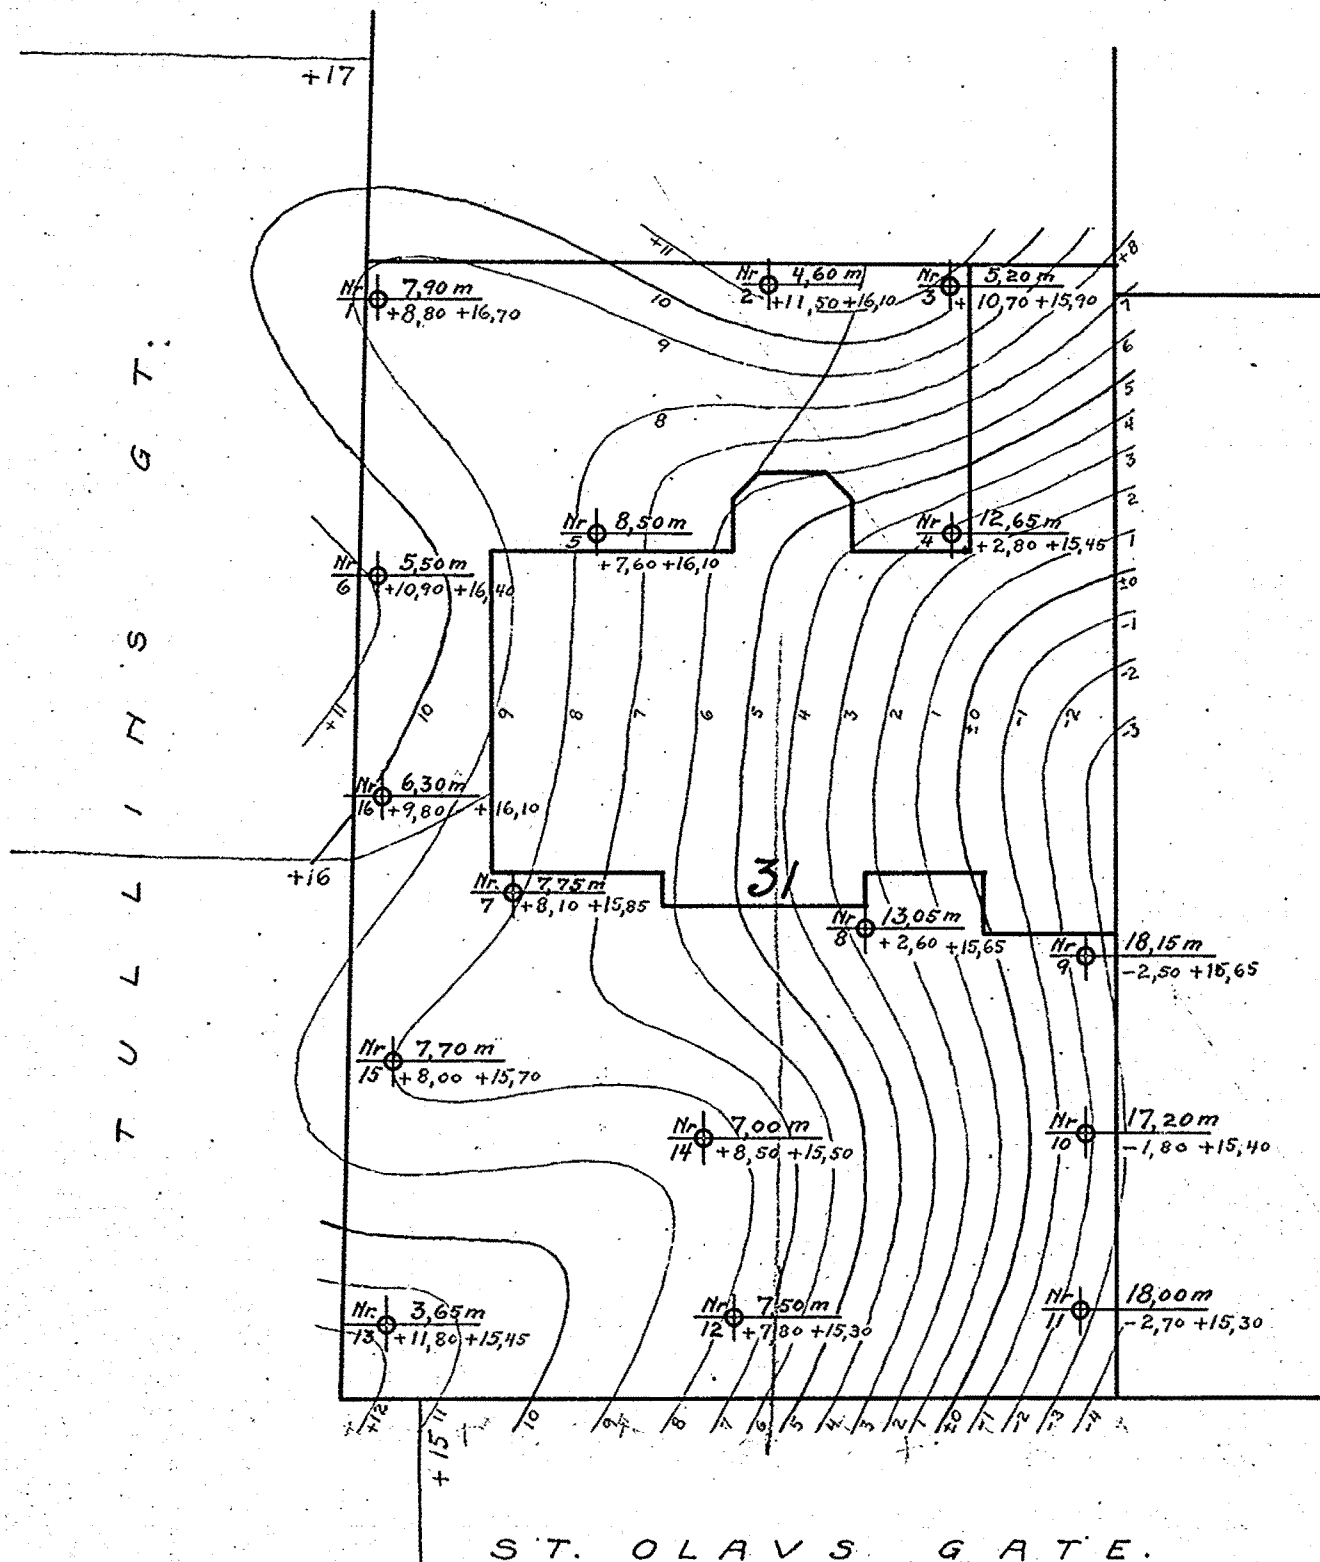 +17
+11
+8
Nr 1 7,90 m
+8,80 +16,70
Nr 2 4,60 m
+11,50 +16,10
Nr 3 5,20 m
+10,70 +15,90
10
9
8
7
6
5
4
3
2
1
±0
-1
-2
-3
Nr 5 8,50 m
+7,60 +16,10
Nr 4 12,65 m
+2,80 +15,45
Nr 6 5,50 m
+10,90 +16,40
+11 10 9 8 7 6 5 4 3 2 1 ±0 -1 -2
Nr 16 6,30 m
+9,80 +16,10
+16
31
Nr. 7 7,75 m
+8,10 +15,85
Nr 8 13,05 m
+2,60 +15,65
Nr 9 18,15 m
-2,50 +15,65
Nr 15 7,70 m
+8,00 +15,70
Nr 14 7,00 m
+8,50 +15,50
Nr 10 17,20 m
-1,80 +15,40
Nr. 13 3,65 m
+11,80 +15,45
Nr 12 7,50 m
+7,80 +15,30
Nr 11 18,00 m
-2,70 +15,30
+12 11 10 9 8 7 6 5 4 3 2 1 ±0 -1 -2 -3 -4
+15
TULLINS GT.
ST. OLAVS GATE.